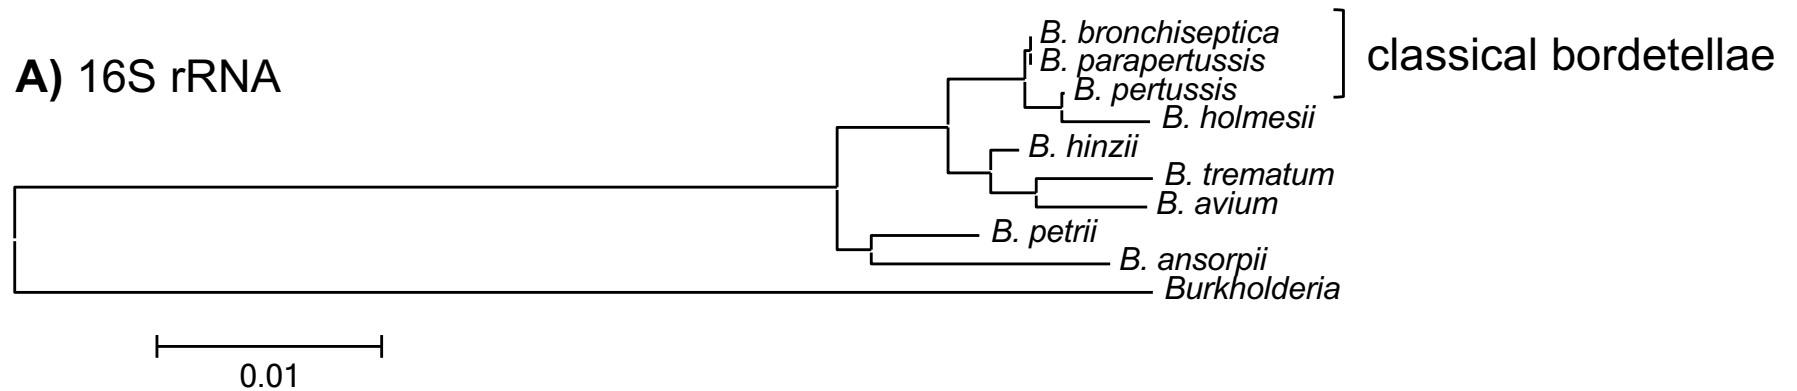 A) 16S rRNA
B. bronchiseptica
B. parapertussis
B. pertussis
classical bordetellae
B. holmesii
B. hinzii
B. trematum
B. avium
B. petrii
B. ansorpii
Burkholderia
0.01